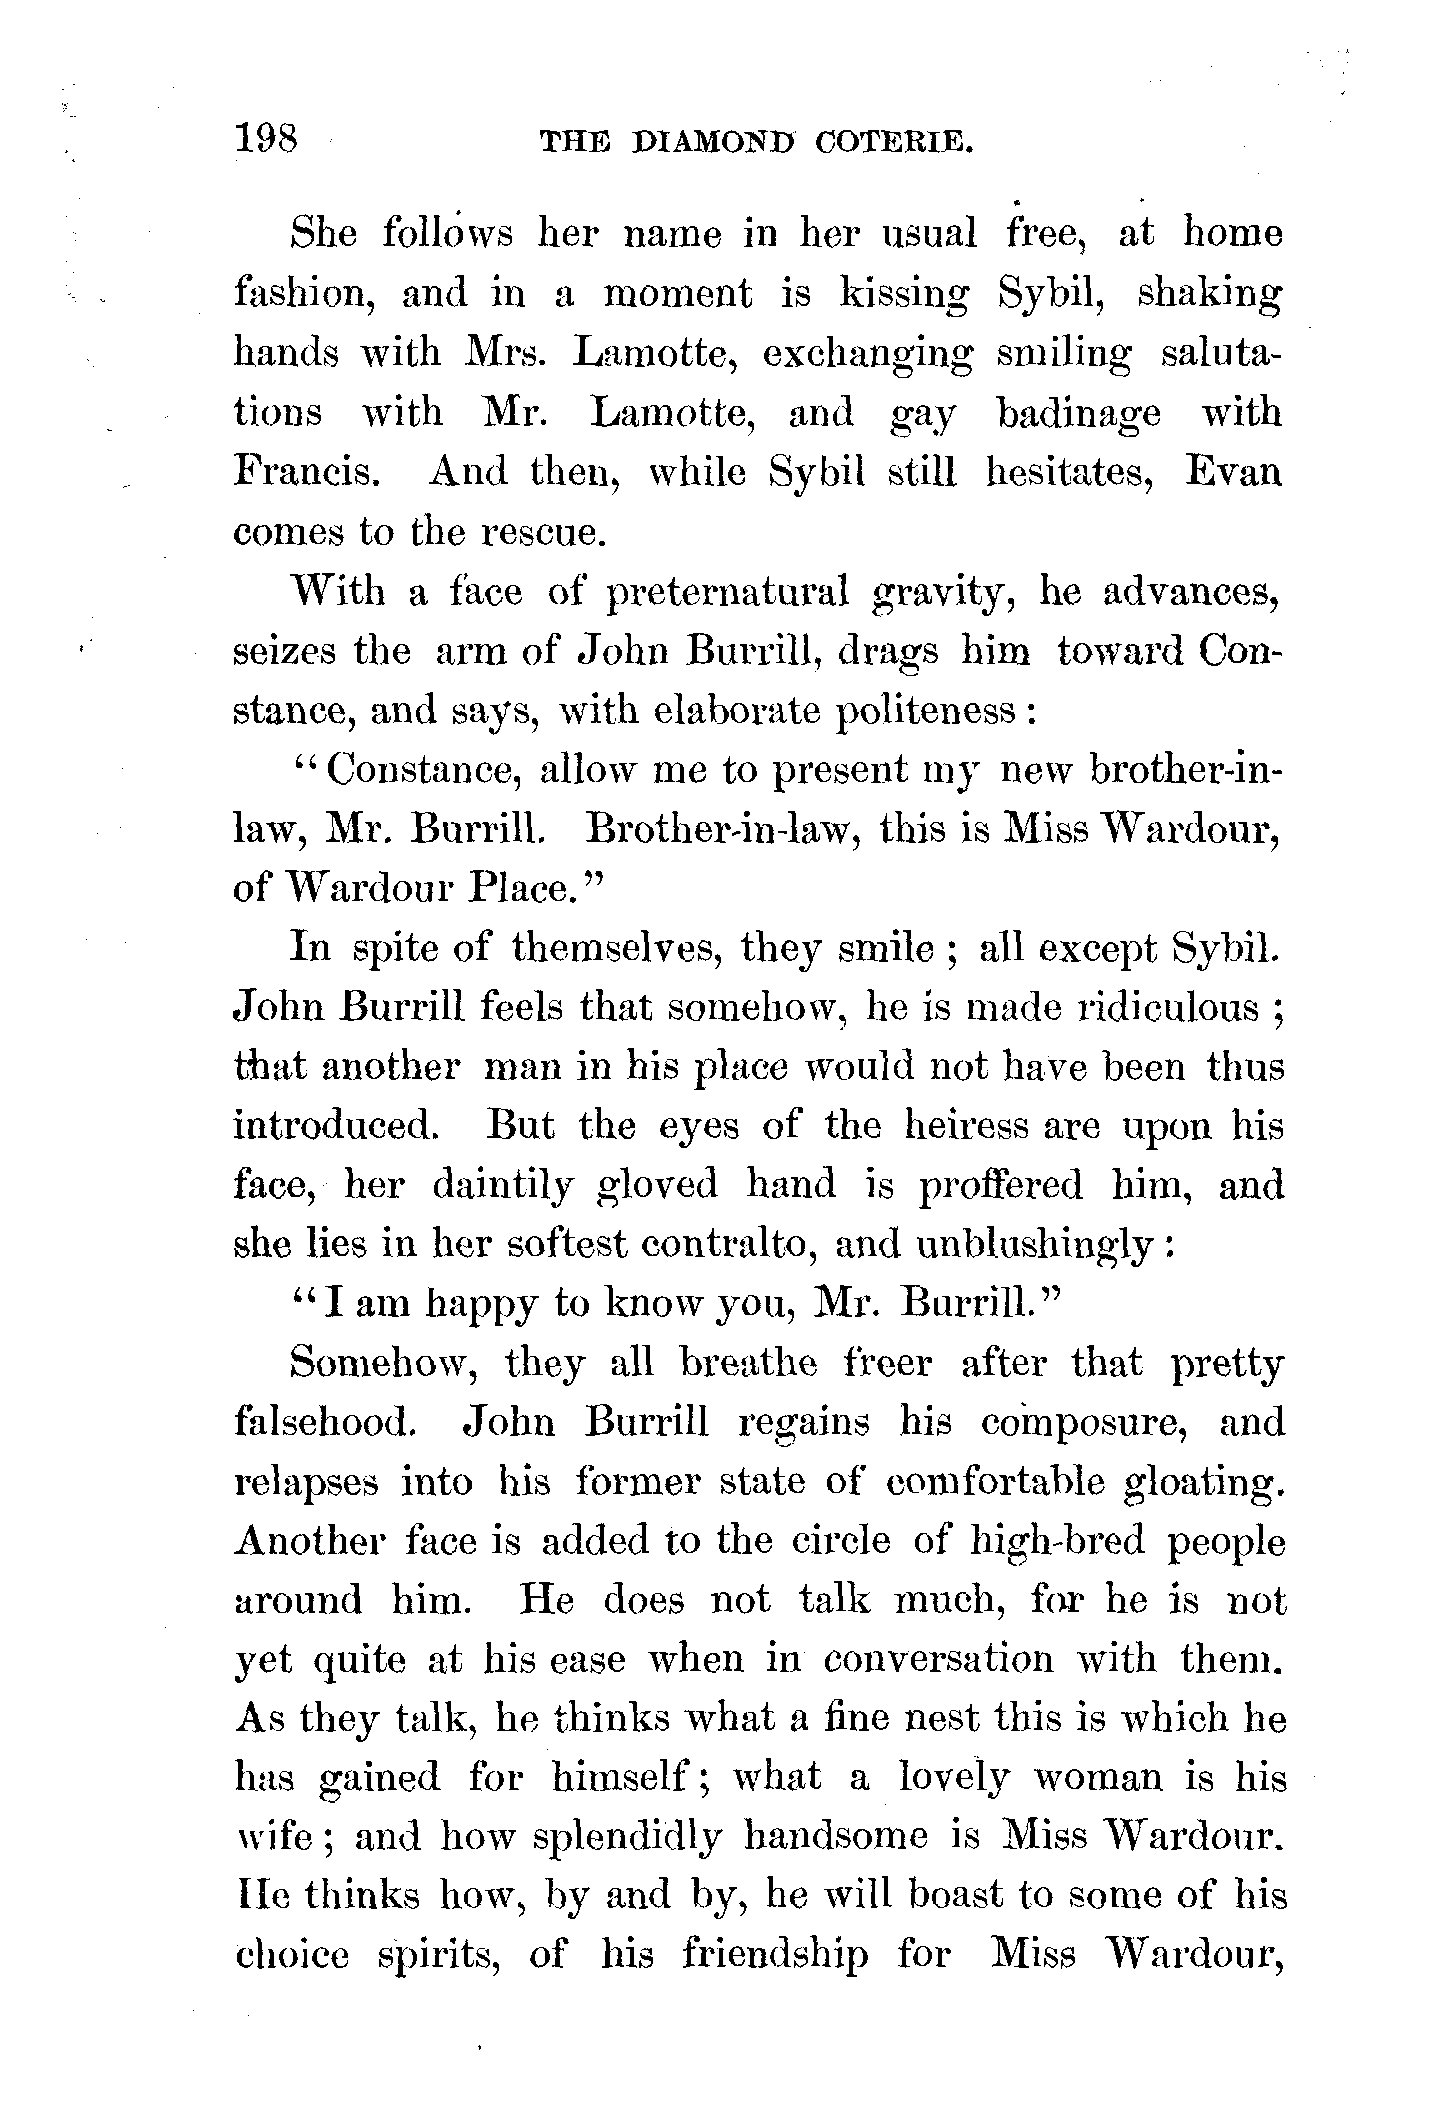 198 THE DIAMOND COTERIE.
She follows her name in her usual free, at home
fashion, and in a moment is kissing Sybil, shaking
hands with Mrs. Lamotte, exchanging smiling saluta-
tions with Mr. Lamotte, and gay badinage with
Francis. And then, while Sybil still hesitates, Evan
comes to the rescue.
With a face of preternatural gravity, he advances,
seizes the arm of John Burrill, drags him toward Con-
stance, and says, with elaborate politeness :
"Constance, allow me to present my new brother-in-
law, Mr. Burrill. Brother-in-law, this is Miss Wardour,
of Wardour Place."
In spite of themselves, they smile ; all except Sybil.
John Burrill feels that somehow, he is made ridiculous ;
that another man in his place would not have been thus
introduced. But the eyes of the heiress are upon his
face, her daintily gloved hand is proffered him, and
she lies in her softest contralto, and unblushingly :
"I am happy to know you, Mr. Burrill."
Somehow, they all breathe freer after that pretty
falsehood. John Burrill regains his composure, and
relapses into his former state of comfortable gloating.
Another face is added to the circle of high-bred people
around him. He does not talk much, for he is not
yet quite at his ease when in conversation with them.
As they talk, he thinks what a fine nest this is which he
has gained for himself ; what a lovely woman is his
wife ; and how splendidly handsome is Miss Wardour.
He thinks how, by and by, he will boast to some of his
choice spirits, of his friendship for Miss Wardour,